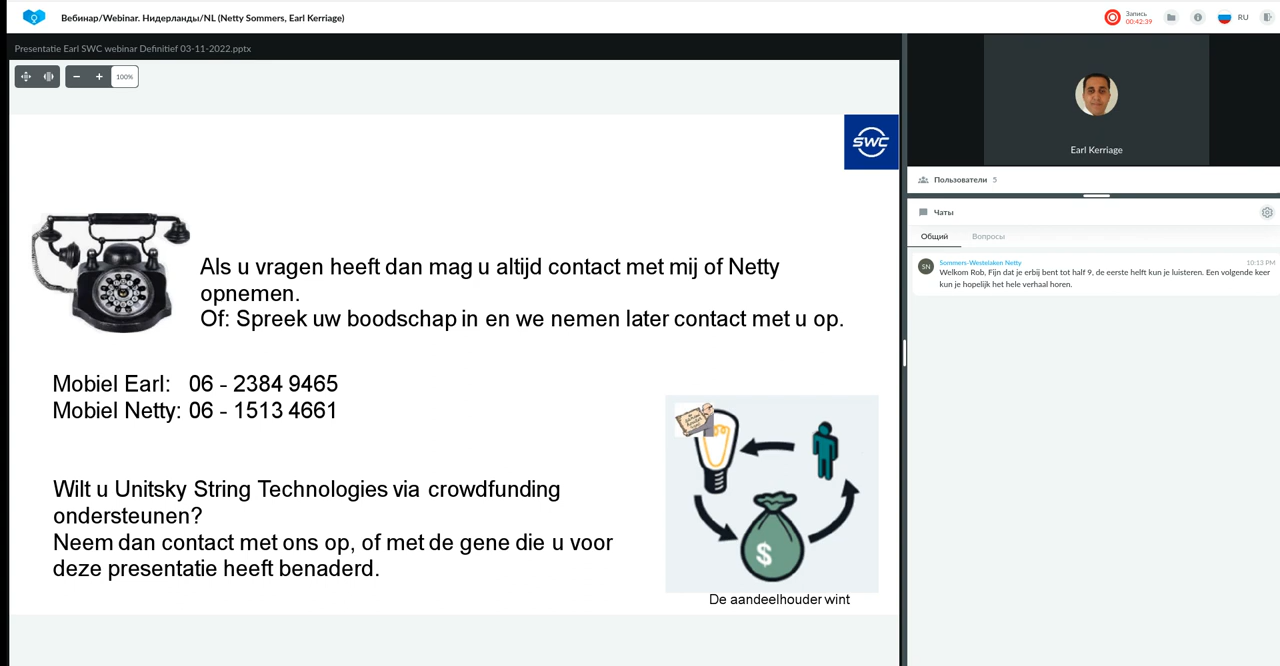 Вебинар/Webinar. Нидерланды/NL (Netty Sommers, Earl Kerriage)
Запись
00:42:39
RU
Presentatie Earl SWC webinar Definitief 03-11-2022.pptx
100%
SWC
Als u vragen heeft dan mag u altijd contact met mij of Netty
opnemen.
Of: Spreek uw boodschap in en we nemen later contact met u op.
Mobiel Earl: 06 - 2384 9465
Mobiel Netty: 06 - 1513 4661
Wilt u Unitsky String Technologies via crowdfunding
ondersteunen?
Neem dan contact met ons op, of met de gene die u voor
deze presentatie heeft benaderd.
$
De aandeelhouder wint
Earl Kerriage
Пользователи 5
Чаты
Общий Вопросы
SN
Sommers-Westelaken Netty 10:13 PM
Welkom Rob, Fijn dat je erbij bent tot half 9, de eerste helft kun je luisteren. Een volgende keer
kun je hopelijk het hele verhaal horen.